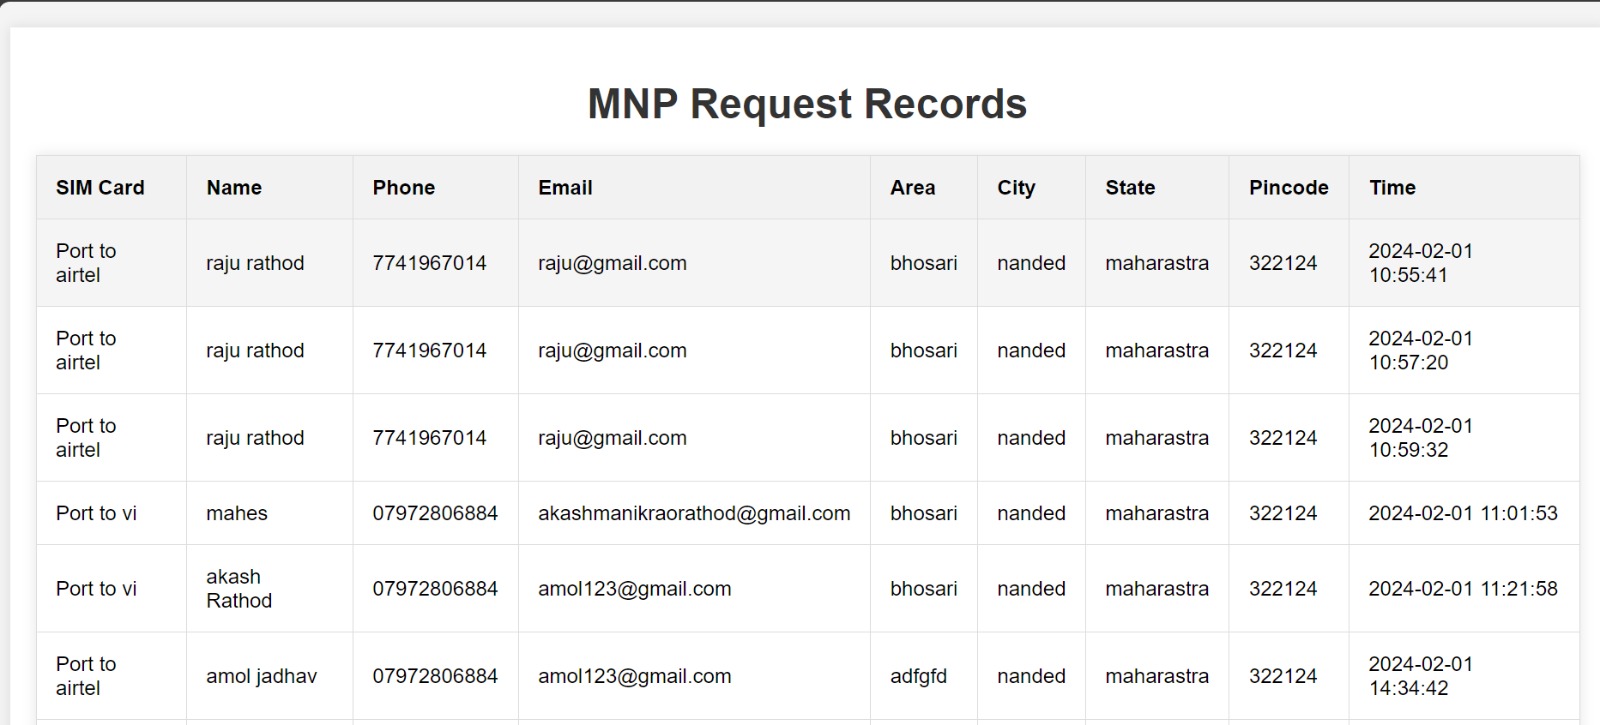 MNP Request Records
SIM Card Name Phone Email Area City State Pincode Time
Port to airtel raju rathod 7741967014 raju@gmail.com bhosari nanded maharastra 322124 2024-02-01 10:55:41
Port to airtel raju rathod 7741967014 raju@gmail.com bhosari nanded maharastra 322124 2024-02-01 10:57:20
Port to airtel raju rathod 7741967014 raju@gmail.com bhosari nanded maharastra 322124 2024-02-01 10:59:32
Port to vi mahes 07972806884 akashmanikraorathod@gmail.com bhosari nanded maharastra 322124 2024-02-01 11:01:53
Port to vi akash Rathod 07972806884 amol123@gmail.com bhosari nanded maharastra 322124 2024-02-01 11:21:58
Port to airtel amol jadhav 07972806884 amol123@gmail.com adfgfd nanded maharastra 322124 2024-02-01 14:34:42